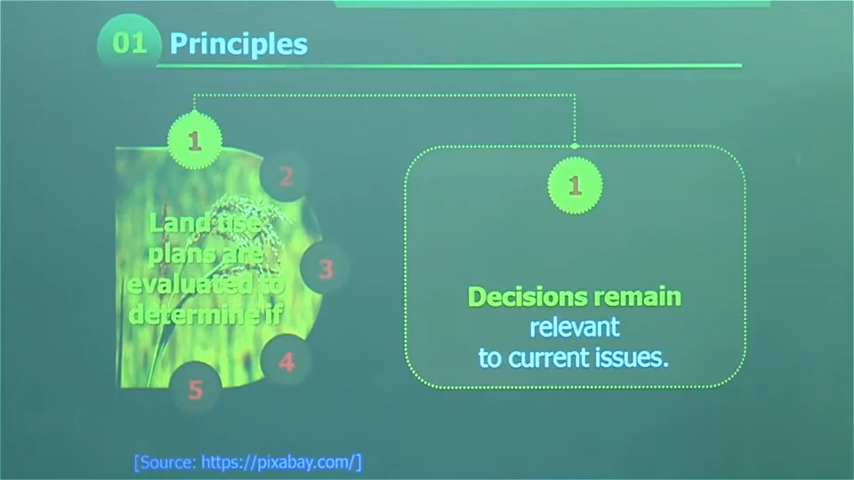 01 Principles
1
2
3
4
5
Land use
plans are
evaluated to
determine if
1
Decisions remain
relevant
to current issues.
[Source: https://pixabay.com/]